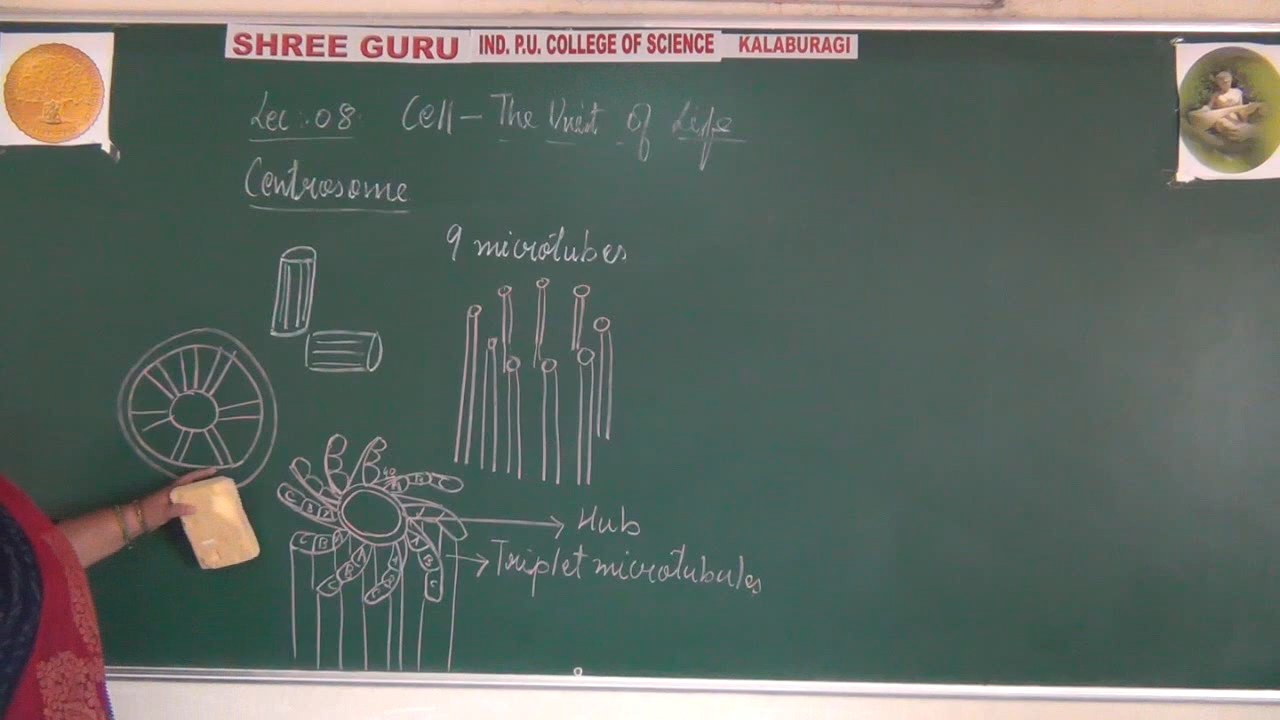 SHREE GURU IND. P.U. COLLEGE OF SCIENCE KALABURAGI
Lec : 08 Cell - The Unit of Life
Centrosome
9 microtubes
40
A B C
C B A
Hub
C B A
A B C
Triplet microtubules